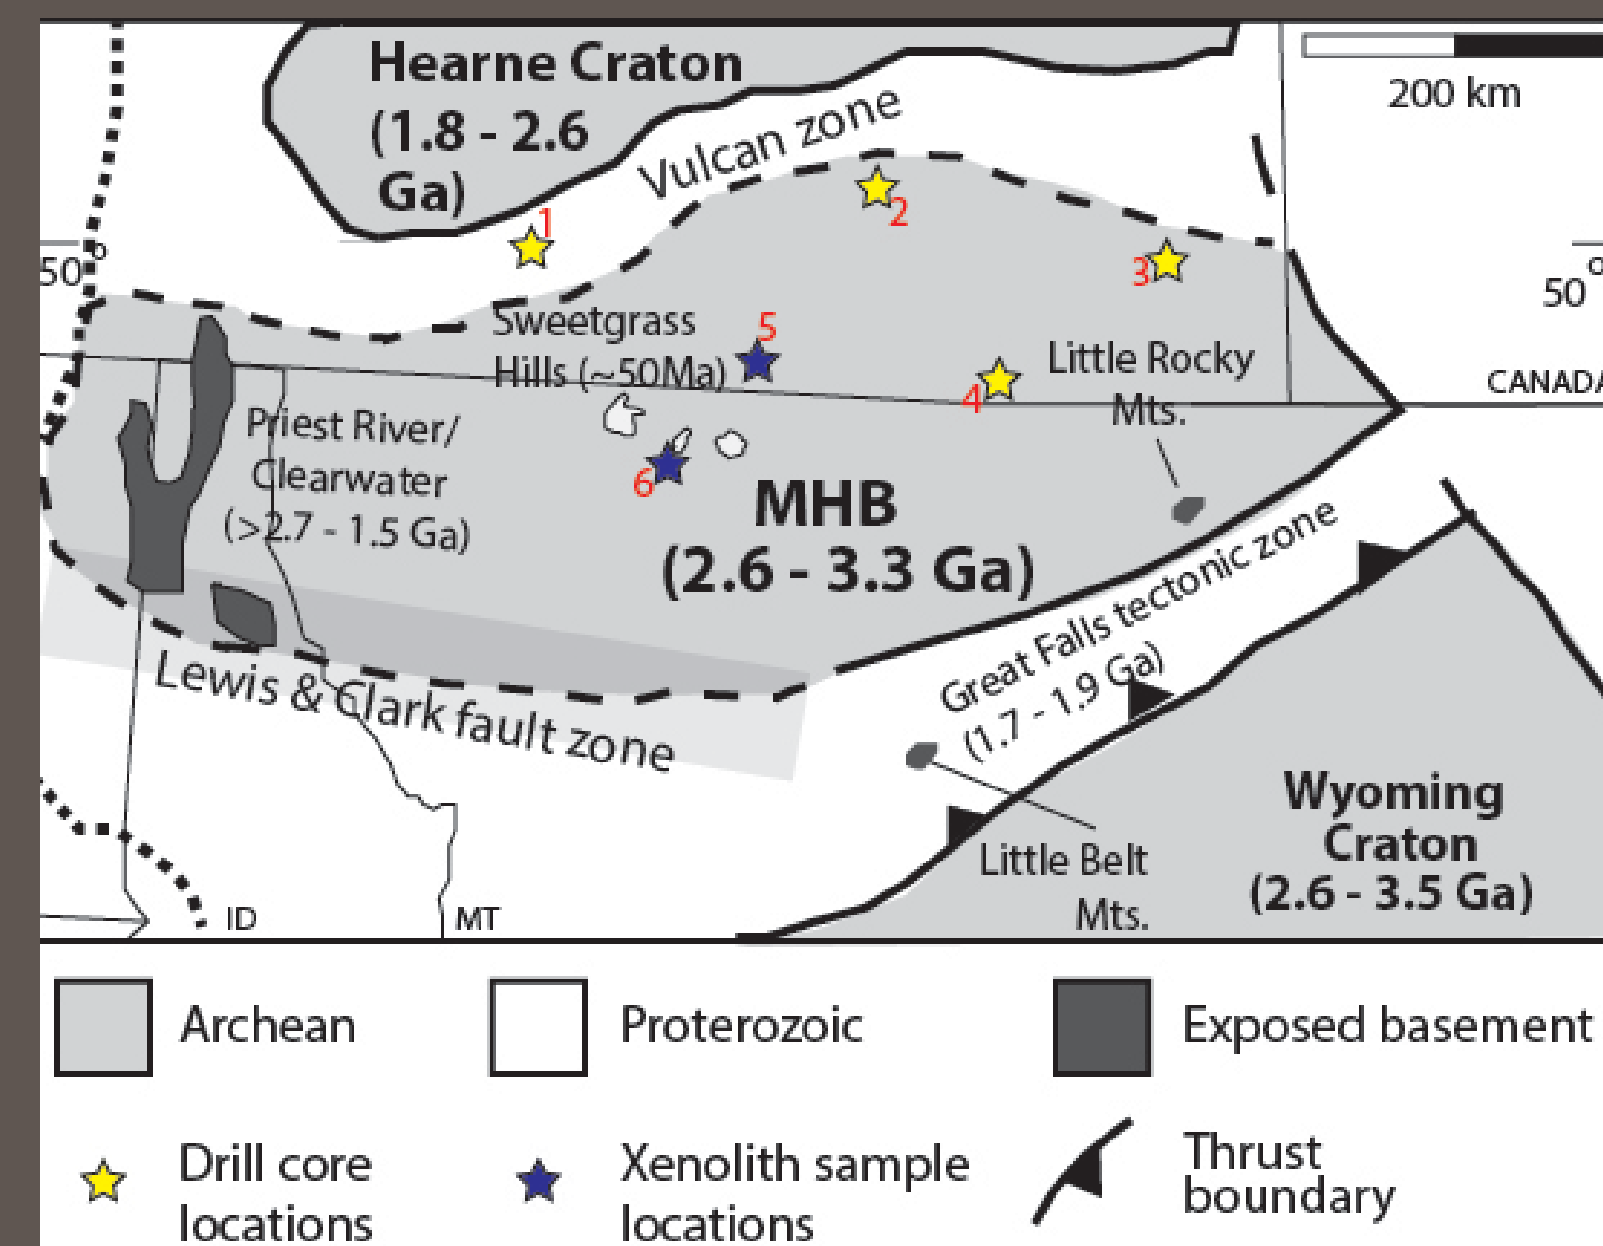 Hearne Craton
(1.8 - 2.6
Ga)
200 km
Vulcan zone
1
2
3
50°
50°
Sweetgrass
Hills (~50Ma)
5
4
Little Rocky
Mts.
CANADA
Priest River/
Clearwater
(>2.7 - 1.5 Ga)
6
MHB
(2.6 - 3.3 Ga)
Great Falls tectonic zone
(1.7 - 1.9 Ga)
Lewis & Clark fault zone
Wyoming
Craton
(2.6 - 3.5 Ga)
Little Belt
Mts.
ID
MT
Archean
Proterozoic
Exposed basement
Drill core
locations
Xenolith sample
locations
Thrust
boundary